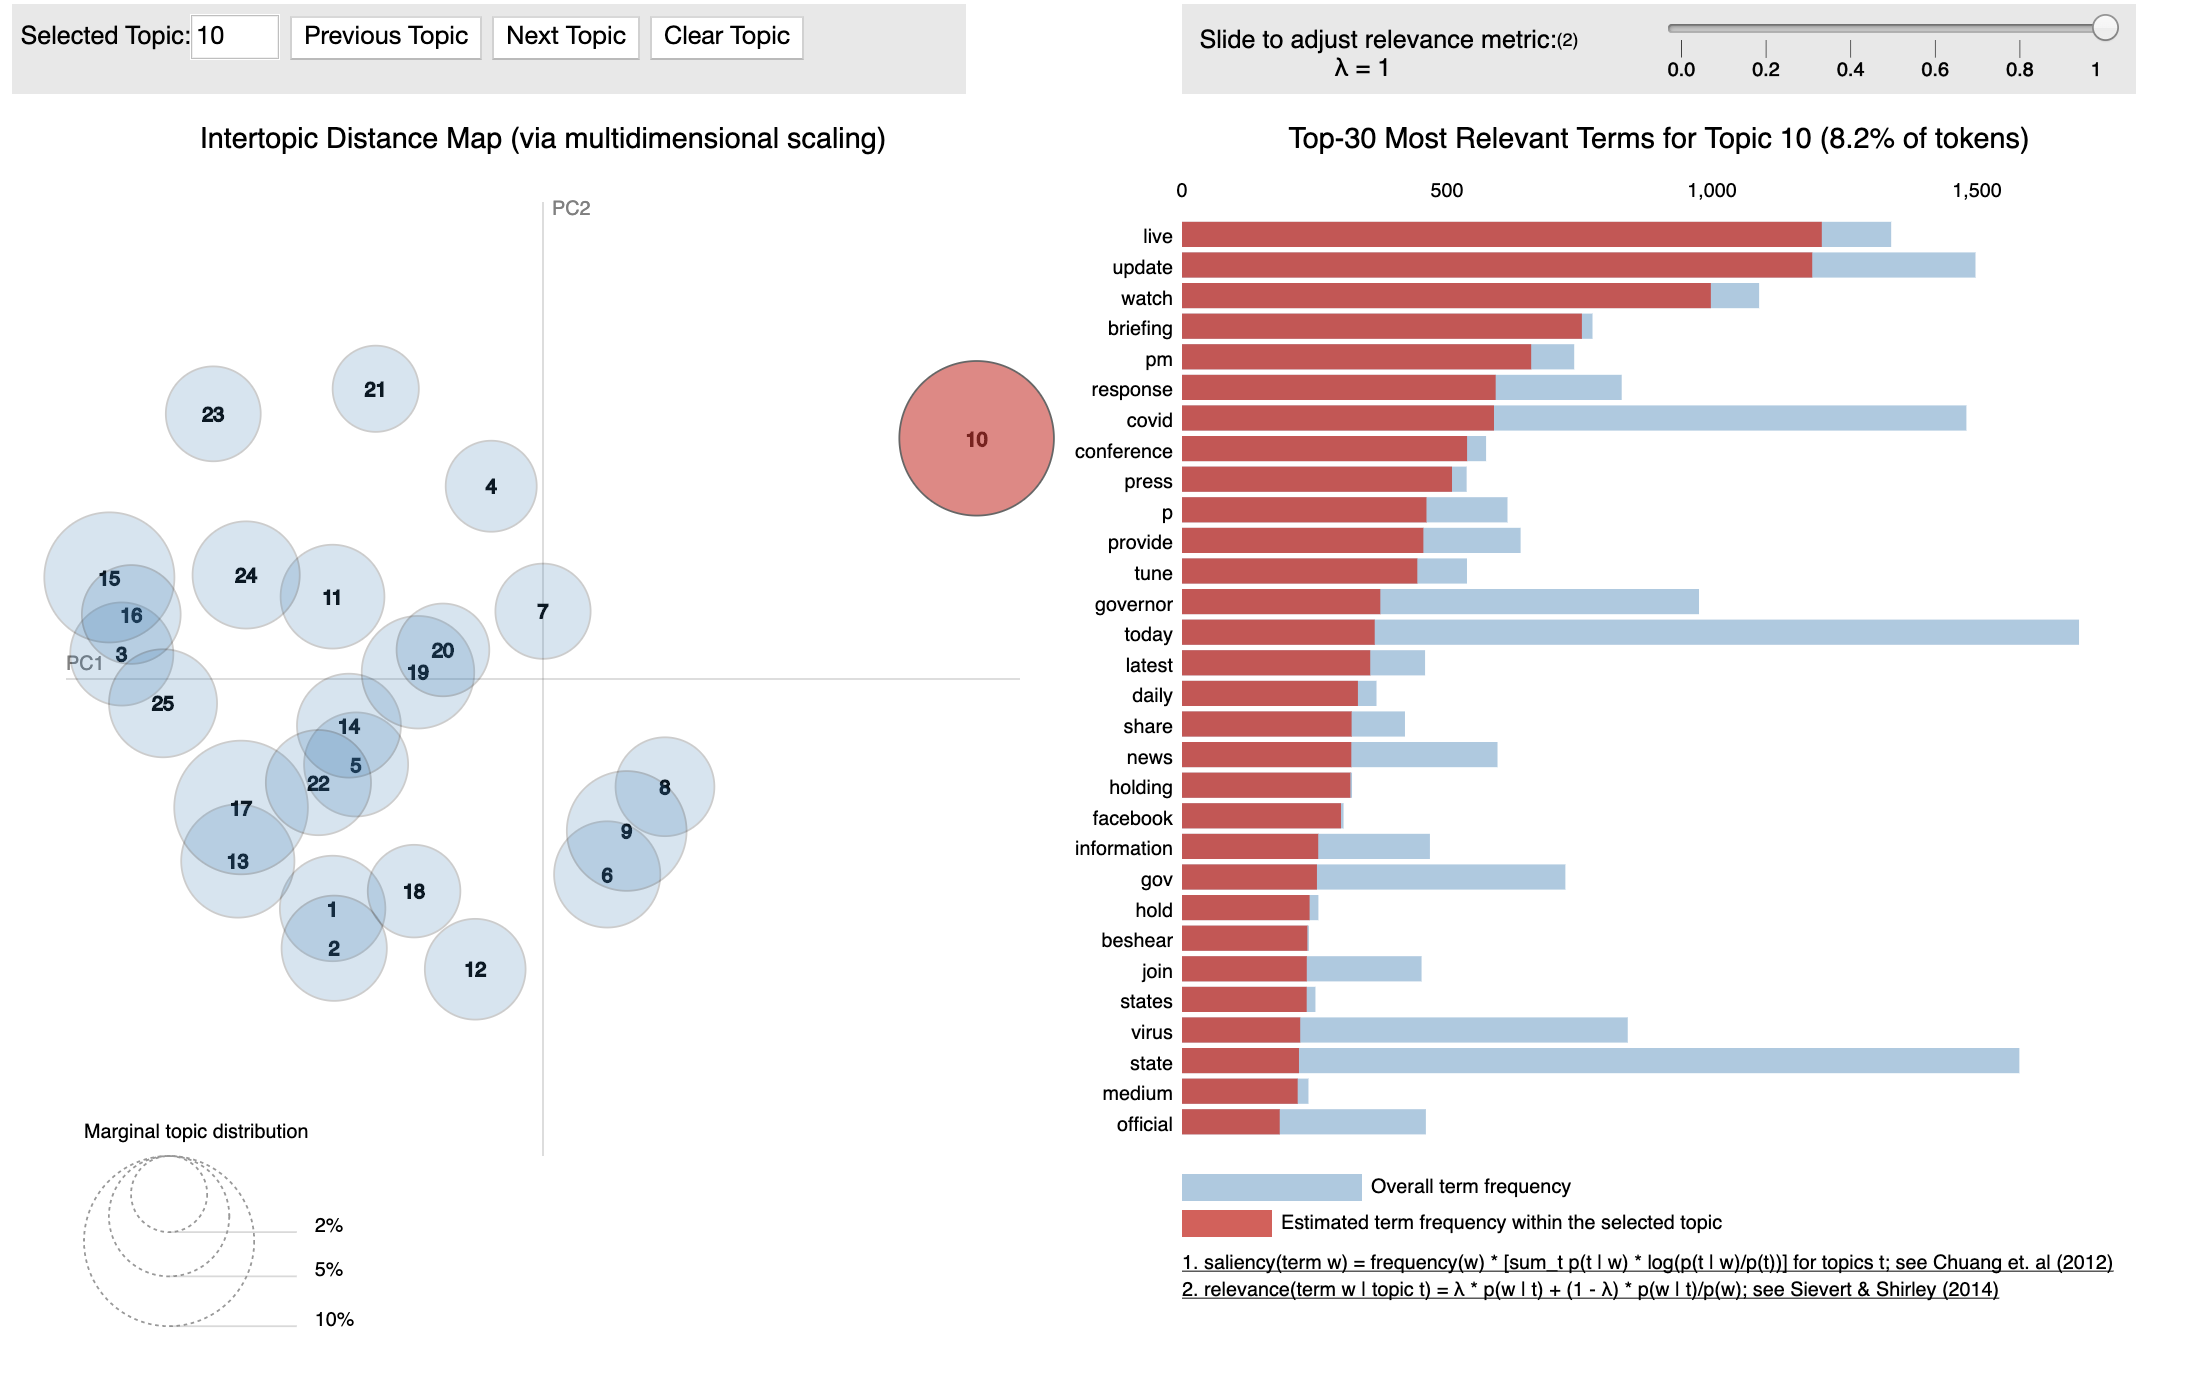 Selected Topic: 10 Previous Topic Next Topic Clear Topic
Slide to adjust relevance metric:(2)
λ = 1
0.0 0.2 0.4 0.6 0.8 1
Intertopic Distance Map (via multidimensional scaling)
PC2
21
23
10
4
15
24
11
16
7
3
20
PC1
19
25
14
5
22
8
17
9
13
6
18
1
2
12
Marginal topic distribution
2%
5%
10%
Top-30 Most Relevant Terms for Topic 10 (8.2% of tokens)
0 500 1,000 1,500
live
update
watch
briefing
pm
response
covid
conference
press
p
provide
tune
governor
today
latest
daily
share
news
holding
facebook
information
gov
hold
beshear
join
states
virus
state
medium
official
Overall term frequency
Estimated term frequency within the selected topic
1. saliency(term w) = frequency(w) * [sum_t p(t | w) * log(p(t | w)/p(t))] for topics t; see Chuang et. al (2012)
2. relevance(term w | topic t) = λ * p(w | t) + (1 - λ) * p(w | t)/p(w); see Sievert & Shirley (2014)